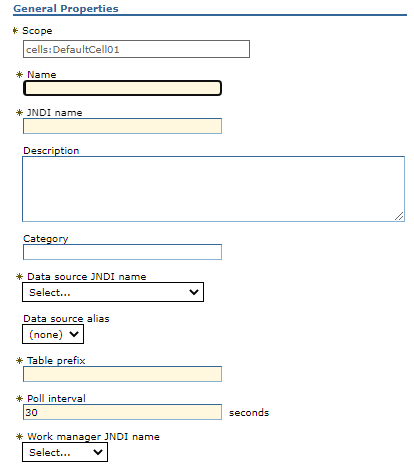 General Properties
* Scope
cells:DefaultCell01
* Name
* JNDI name
Description
Category
* Data source JNDI name
Select...
Data source alias
(none)
* Table prefix
* Poll interval
30 seconds
* Work manager JNDI name
Select...